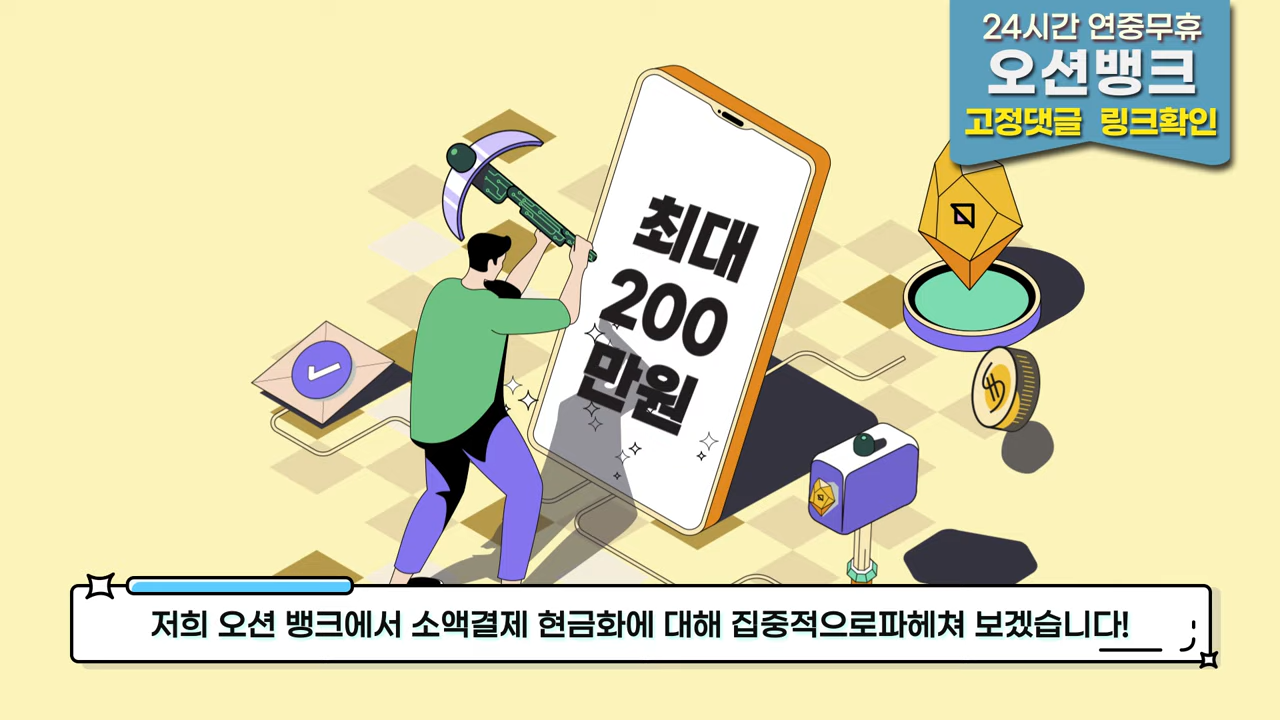 24시간 연중무휴
오션뱅크
고정댓글 링크확인
최대
200
만원
저희 오션 뱅크에서 소액결제 현금화에 대해 집중적으로파헤쳐 보겠습니다!